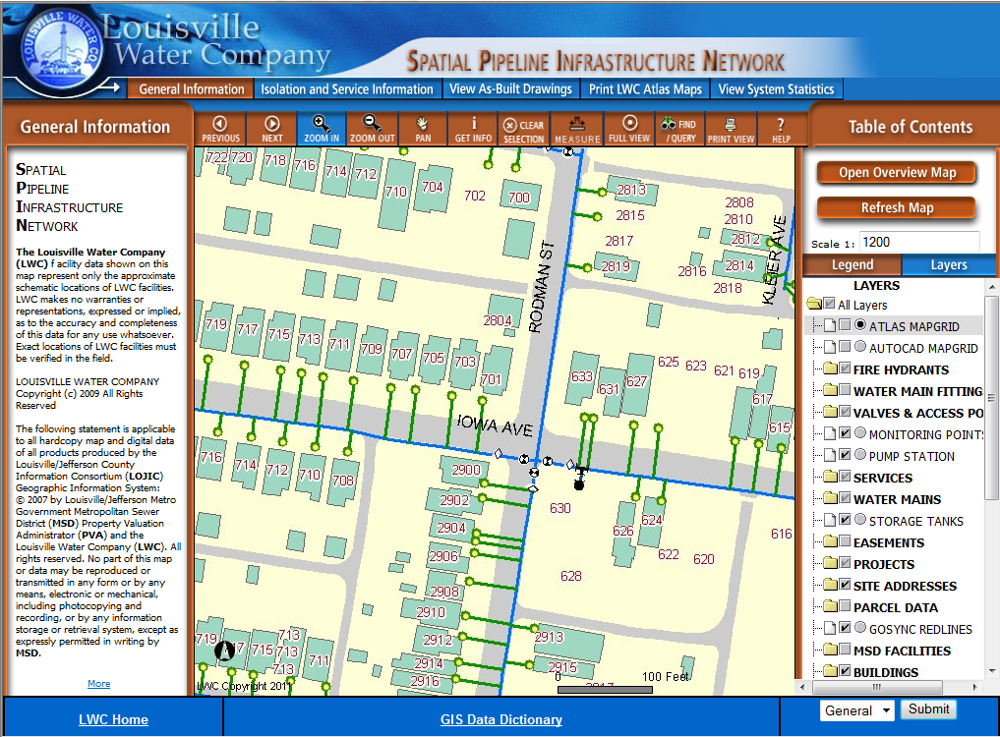 LOUISVILLE WATER CO
Louisville
Water Company
SPATIAL PIPELINE INFRASTRUCTURE NETWORK
General Information
Isolation and Service Information
View As-Built Drawings
Print LWC Atlas Maps
View System Statistics
General Information
PREVIOUS
NEXT
ZOOM IN
ZOOM OUT
PAN
GET INFO
CLEAR SELECTION
MEASURE
FULL VIEW
FIND / QUERY
PRINT VIEW
HELP
Table of Contents
SPATIAL
PIPELINE
INFRASTRUCTURE
NETWORK
The Louisville Water Company
(LWC) f acility data shown on this
map represent only the approximate
schematic locations of LWC facilities.
LWC makes no warranties or
representations, expressed or implied,
as to the accuracy and completeness
of this data for any use whatsoever.
Exact locations of LWC facilities must
be verified in the field.
LOUISVILLE WATER COMPANY
Copyright (c) 2009 All Rights
Reserved
The following statement is applicable
to all hardcopy map and digital data
of all products produced by the
Louisville/Jefferson County
Information Consortium (LOJIC)
Geographic Information System:
© 2007 by Louisville/Jefferson Metro
Government Metropolitan Sewer
District (MSD) Property Valuation
Administrator (PVA) and the
Louisville Water Company (LWC). All
rights reserved. No part of this map
or data may be reproduced or
transmitted in any form or by any
means, electronic or mechanical,
including photocopying and
recording, or by any information
storage or retrieval system, except as
expressly permitted in writing by
MSD.
More
722 720 718 716 714 712 710 704 702 700
2813
2815
2817
2819
2808
2810
2812
2814
2816
2818
KLEIER AVE
RODMAN ST
2804
719 717 715 713 711 709 707 705 703 701
633 631 627 625 623 621 619 617 615
IOWA AVE
716 714 712 710 708
2900
2902
2904
2906
2908
2910
2912
2914
2916
630
628
626
624
622
620
616
2913
2915
2817
719
717
715
713
713
713
711
LWC Copyright 2011
0
100 Feet
Open Overview Map
Refresh Map
Scale 1: 1200
Legend
Layers
LAYERS
All Layers
ATLAS MAPGRID
AUTOCAD MAPGRID
FIRE HYDRANTS
WATER MAIN FITTING
VALVES & ACCESS PO
MONITORING POINTS
PUMP STATION
SERVICES
WATER MAINS
STORAGE TANKS
EASEMENTS
PROJECTS
SITE ADDRESSES
PARCEL DATA
GOSYNC REDLINES
MSD FACILITIES
BUILDINGS
LWC Home
GIS Data Dictionary
General
Submit